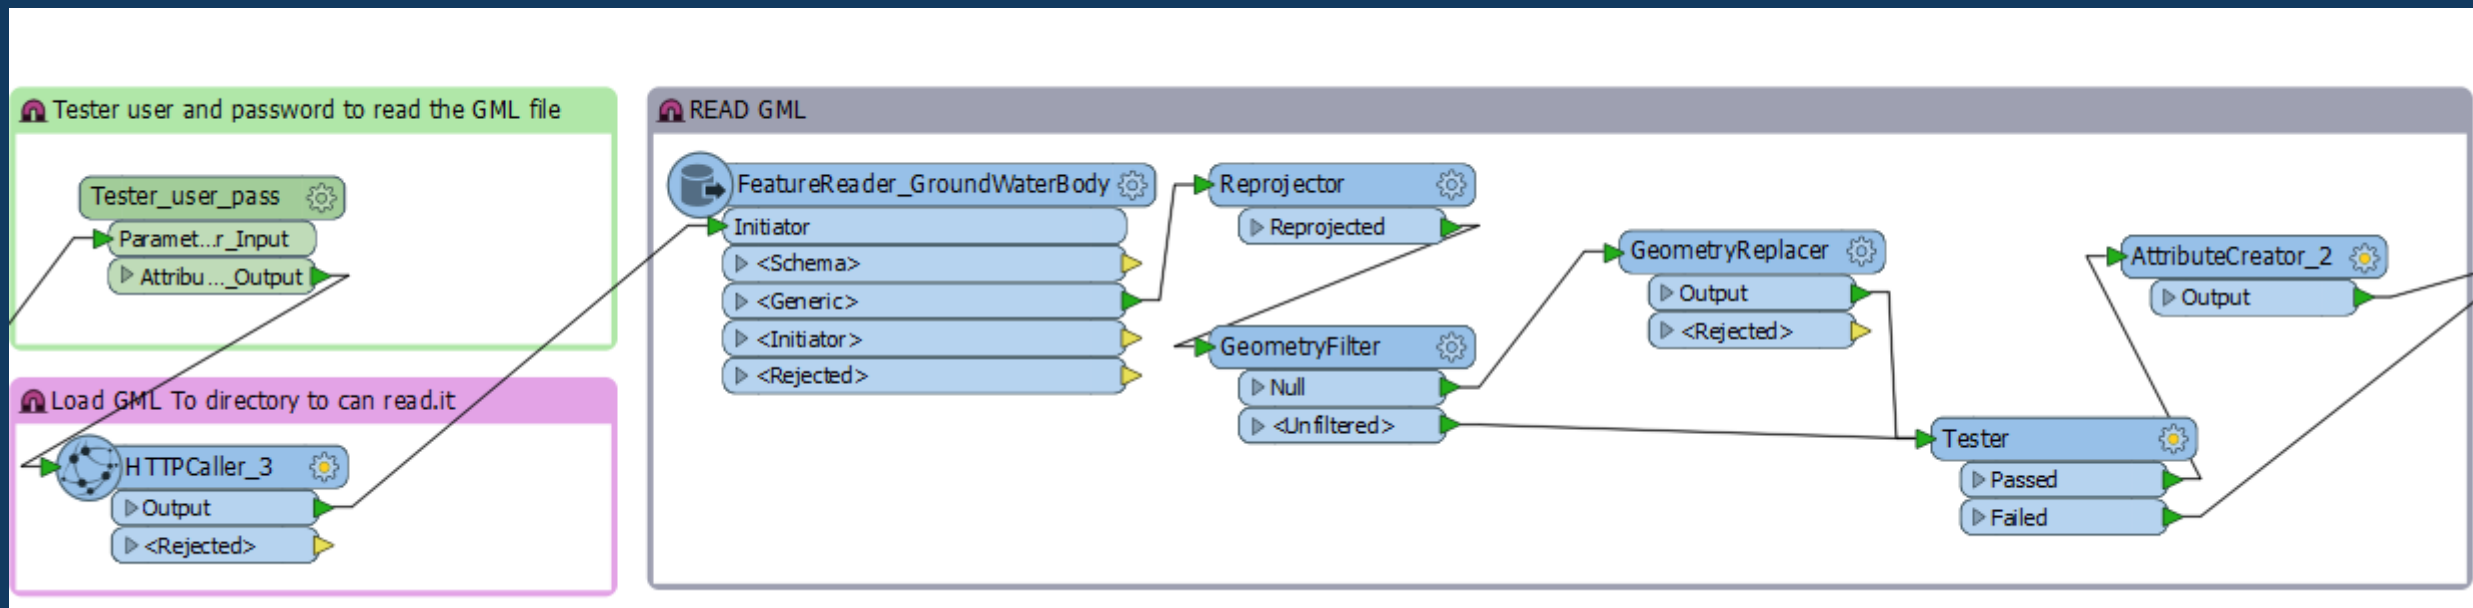 Tester user and password to read the GML file
Tester_user_pass
Paramet...r_Input
Attribu..._Output
Load GML To directory to can read.it
HTTPCaller_3
Output
<Rejected>
READ GML
FeatureReader_GroundWaterBody
Initiator
<Schema>
<Generic>
<Initiator>
<Rejected>
Reprojector
Reprojected
GeometryFilter
Null
<Unfiltered>
GeometryReplacer
Output
<Rejected>
Tester
Passed
Failed
AttributeCreator_2
Output